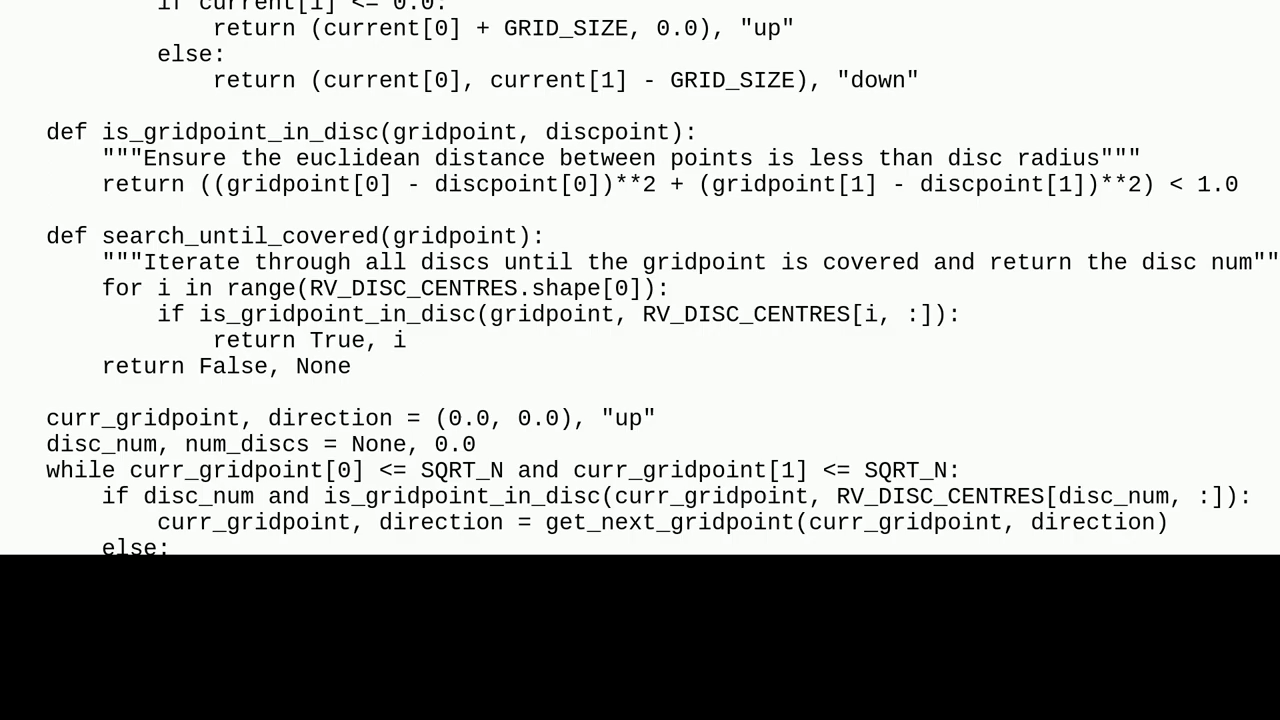 if current[1] <= 0.0:
return (current[0] + GRID_SIZE, 0.0), "up"
else:
return (current[0], current[1] - GRID_SIZE), "down"
def is_gridpoint_in_disc(gridpoint, discpoint):
"""Ensure the euclidean distance between points is less than disc radius"""
return ((gridpoint[0] - discpoint[0])**2 + (gridpoint[1] - discpoint[1])**2) < 1.0
def search_until_covered(gridpoint):
"""Iterate through all discs until the gridpoint is covered and return the disc num""
for i in range(RV_DISC_CENTRES.shape[0]):
if is_gridpoint_in_disc(gridpoint, RV_DISC_CENTRES[i, :]):
return True, i
return False, None
curr_gridpoint, direction = (0.0, 0.0), "up"
disc_num, num_discs = None, 0.0
while curr_gridpoint[0] <= SQRT_N and curr_gridpoint[1] <= SQRT_N:
if disc_num and is_gridpoint_in_disc(curr_gridpoint, RV_DISC_CENTRES[disc_num, :]):
curr_gridpoint, direction = get_next_gridpoint(curr_gridpoint, direction)
else: